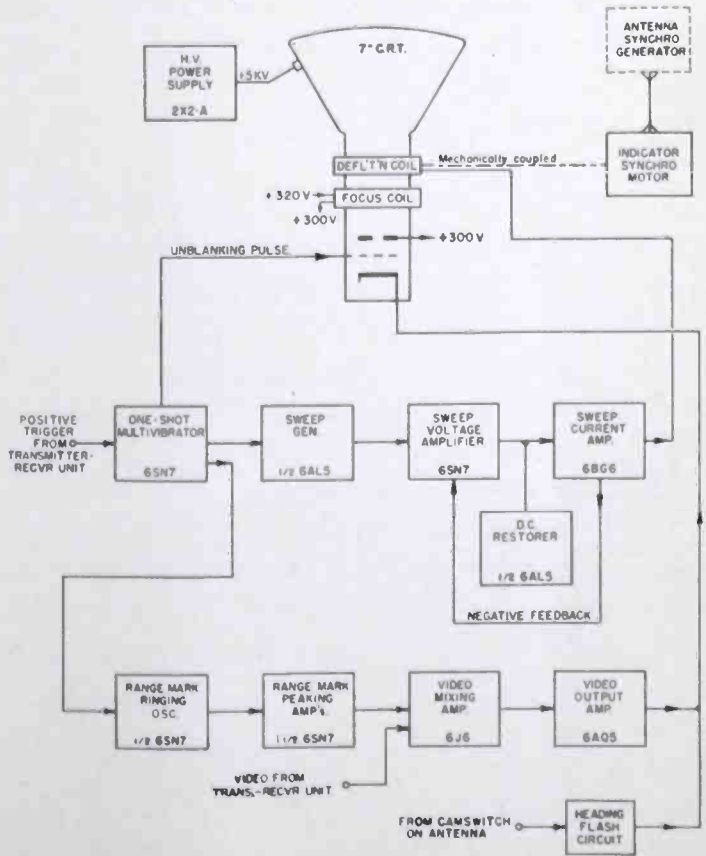 H.V.
POWER
SUPPLY
2X2-A
+5KV
7" C.R.T.
ANTENNA
SYNCHRO
GENERATOR
DEFL'T'N COIL
Mechanically coupled
INDICATOR
SYNCHRO
MOTOR
+320V
FOCUS COIL
+300V
+300V
UNBLANKING PULSE
POSITIVE
TRIGGER
FROM
TRANSMITTER-
RECVR UNIT
ONE-SHOT
MULTIVIBRATOR
6SN7
SWEEP
GEN.
1/2 6AL5
SWEEP
VOLTAGE
AMPLIFIER
6SN7
SWEEP
CURRENT
AMP.
6BG6
D.C.
RESTORER
1/2 6AL5
NEGATIVE FEEDBACK
RANGE MARK
RINGING
OSC.
1/2 6SN7
RANGE MARK
PEAKING
AMP'S.
1 1/2 6SN7
VIDEO
MIXING
AMP.
6J6
VIDEO
OUTPUT
AMP.
6AQ5
VIDEO FROM
TRANS.-RECVR UNIT
FROM CAMSWITCH
ON ANTENNA
HEADING
FLASH
CIRCUIT